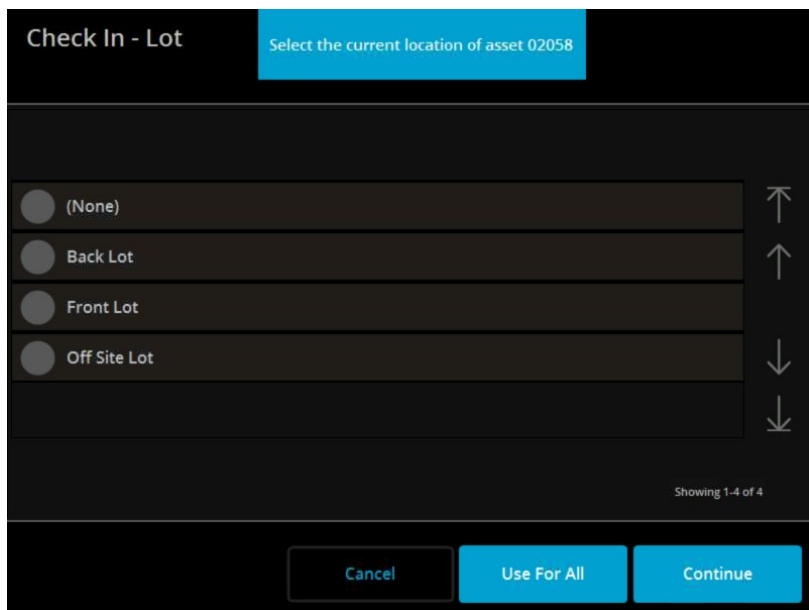 Check In - Lot
Select the current location of asset 02058
(None)
Back Lot
Front Lot
Off Site Lot
Showing 1-4 of 4
Cancel
Use For All
Continue